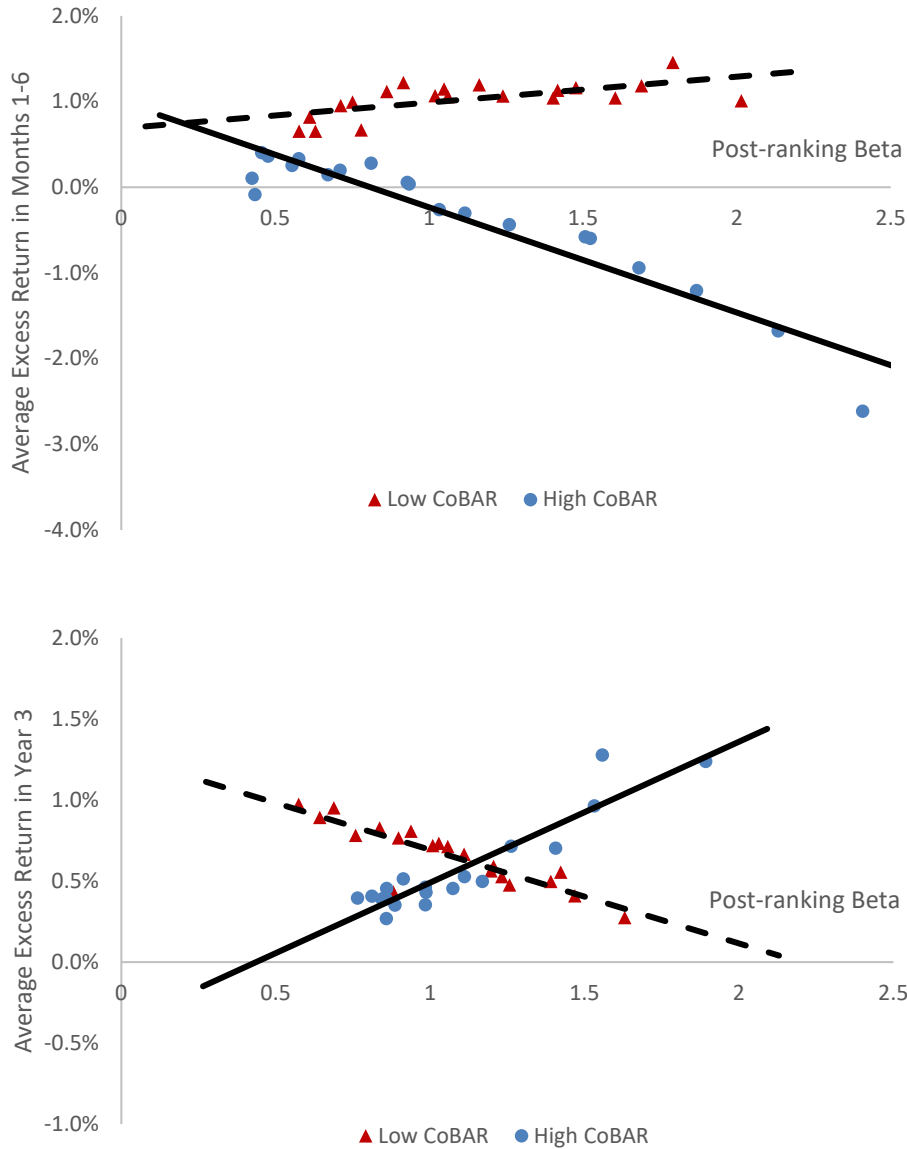 2.0%
1.0%
0.0%
-1.0%
-2.0%
-3.0%
-4.0%
Average Excess Return in Months 1-6
Post-ranking Beta
0 0.5 1 1.5 2 2.5
Low CoBAR High CoBAR
2.0%
1.5%
1.0%
0.5%
0.0%
-0.5%
-1.0%
Average Excess Return in Year 3
Post-ranking Beta
0 0.5 1 1.5 2 2.5
Low CoBAR High CoBAR